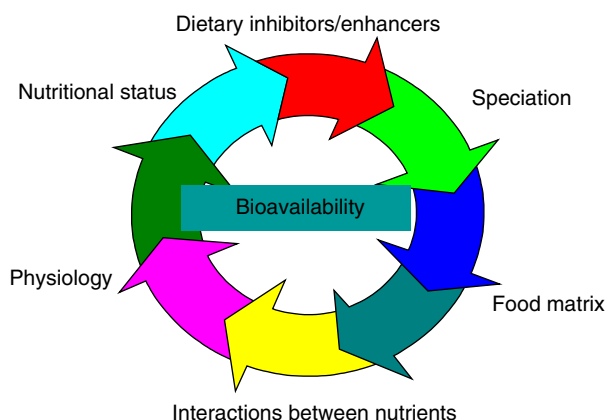 Dietary inhibitors/enhancers
Nutritional status
Speciation
Bioavailability
Physiology
Food matrix
Interactions between nutrients